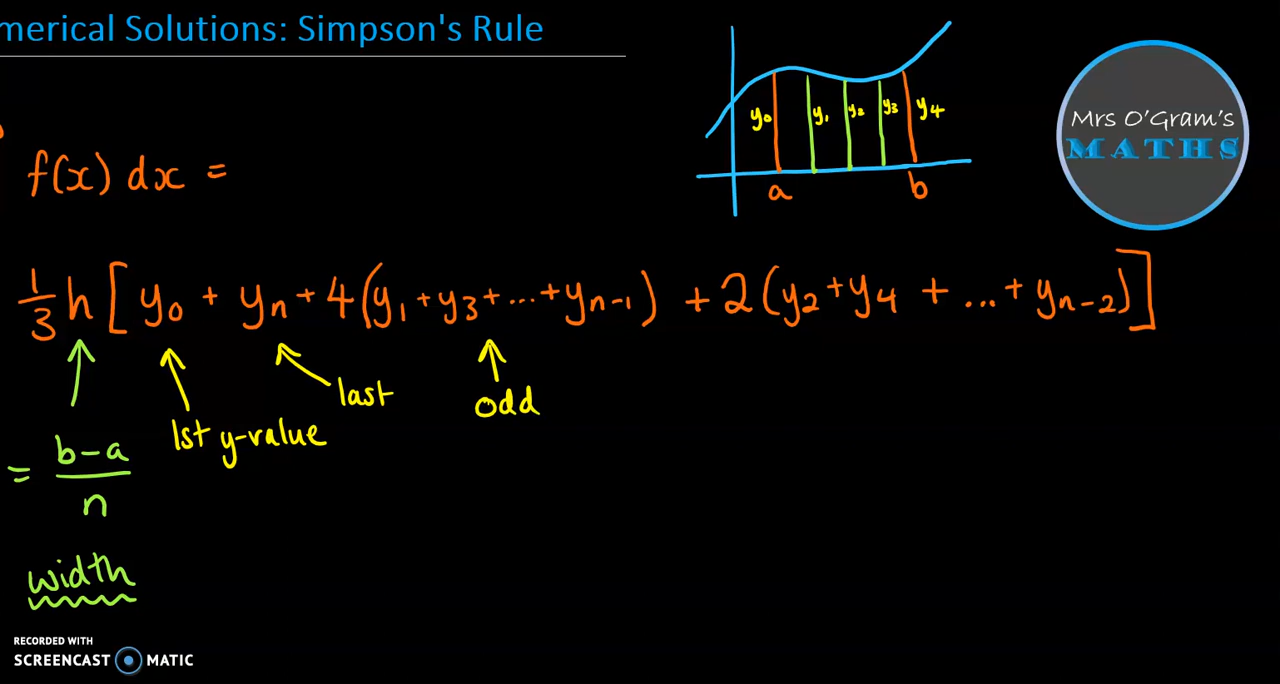 merical Solutions: Simpson's Rule
y₀ y₁ y₂ y₃ y₄
a b
Mrs O'Gram's
MATHS
f(x) dx =
1/3 h [ y₀ + yₙ + 4(y₁ + y₃ + ... + yₙ₋₁) + 2(y₂ + y₄ + ... + yₙ₋₂) ]
last
odd
1st y-value
= b-a/n
width
RECORDED WITH
SCREENCAST MATIC